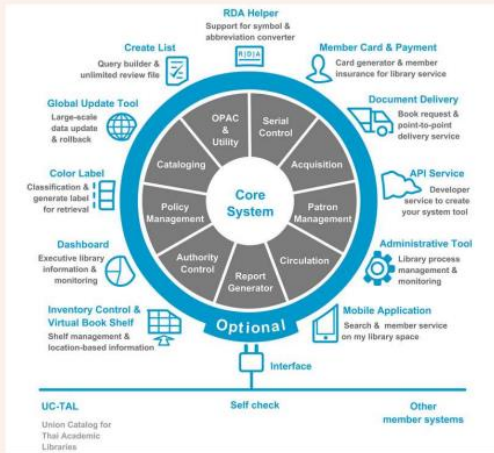 RDA Helper
Support for symbol &
abbreviation converter
R|D|A
Create List
Query builder &
unlimited review file
Member Card & Payment
Card generator & member
insurance for library service
Global Update Tool
Large-scale
data update
& rollback
Document Delivery
Book request &
point-to-point
delivery service
Color Label
Classification &
generate label
for retrieval
API Service
Developer
service to create
your system tool
Dashboard
Executive library
information &
monitoring
Administrative Tool
Library process
management &
monitoring
Inventory Control &
Virtual Book Shelf
Shelf management &
location-based information
Mobile Application
Search & member service
on my library space
OPAC
&
Utility
Serial
Control
Cataloging
Acquisition
Core
System
Policy
Management
Patron
Management
Authority
Control
Circulation
Report
Generator
Optional
Interface
UC-TAL
Self check
Other
member systems
Union Catalog for
Thai Academic
Libraries